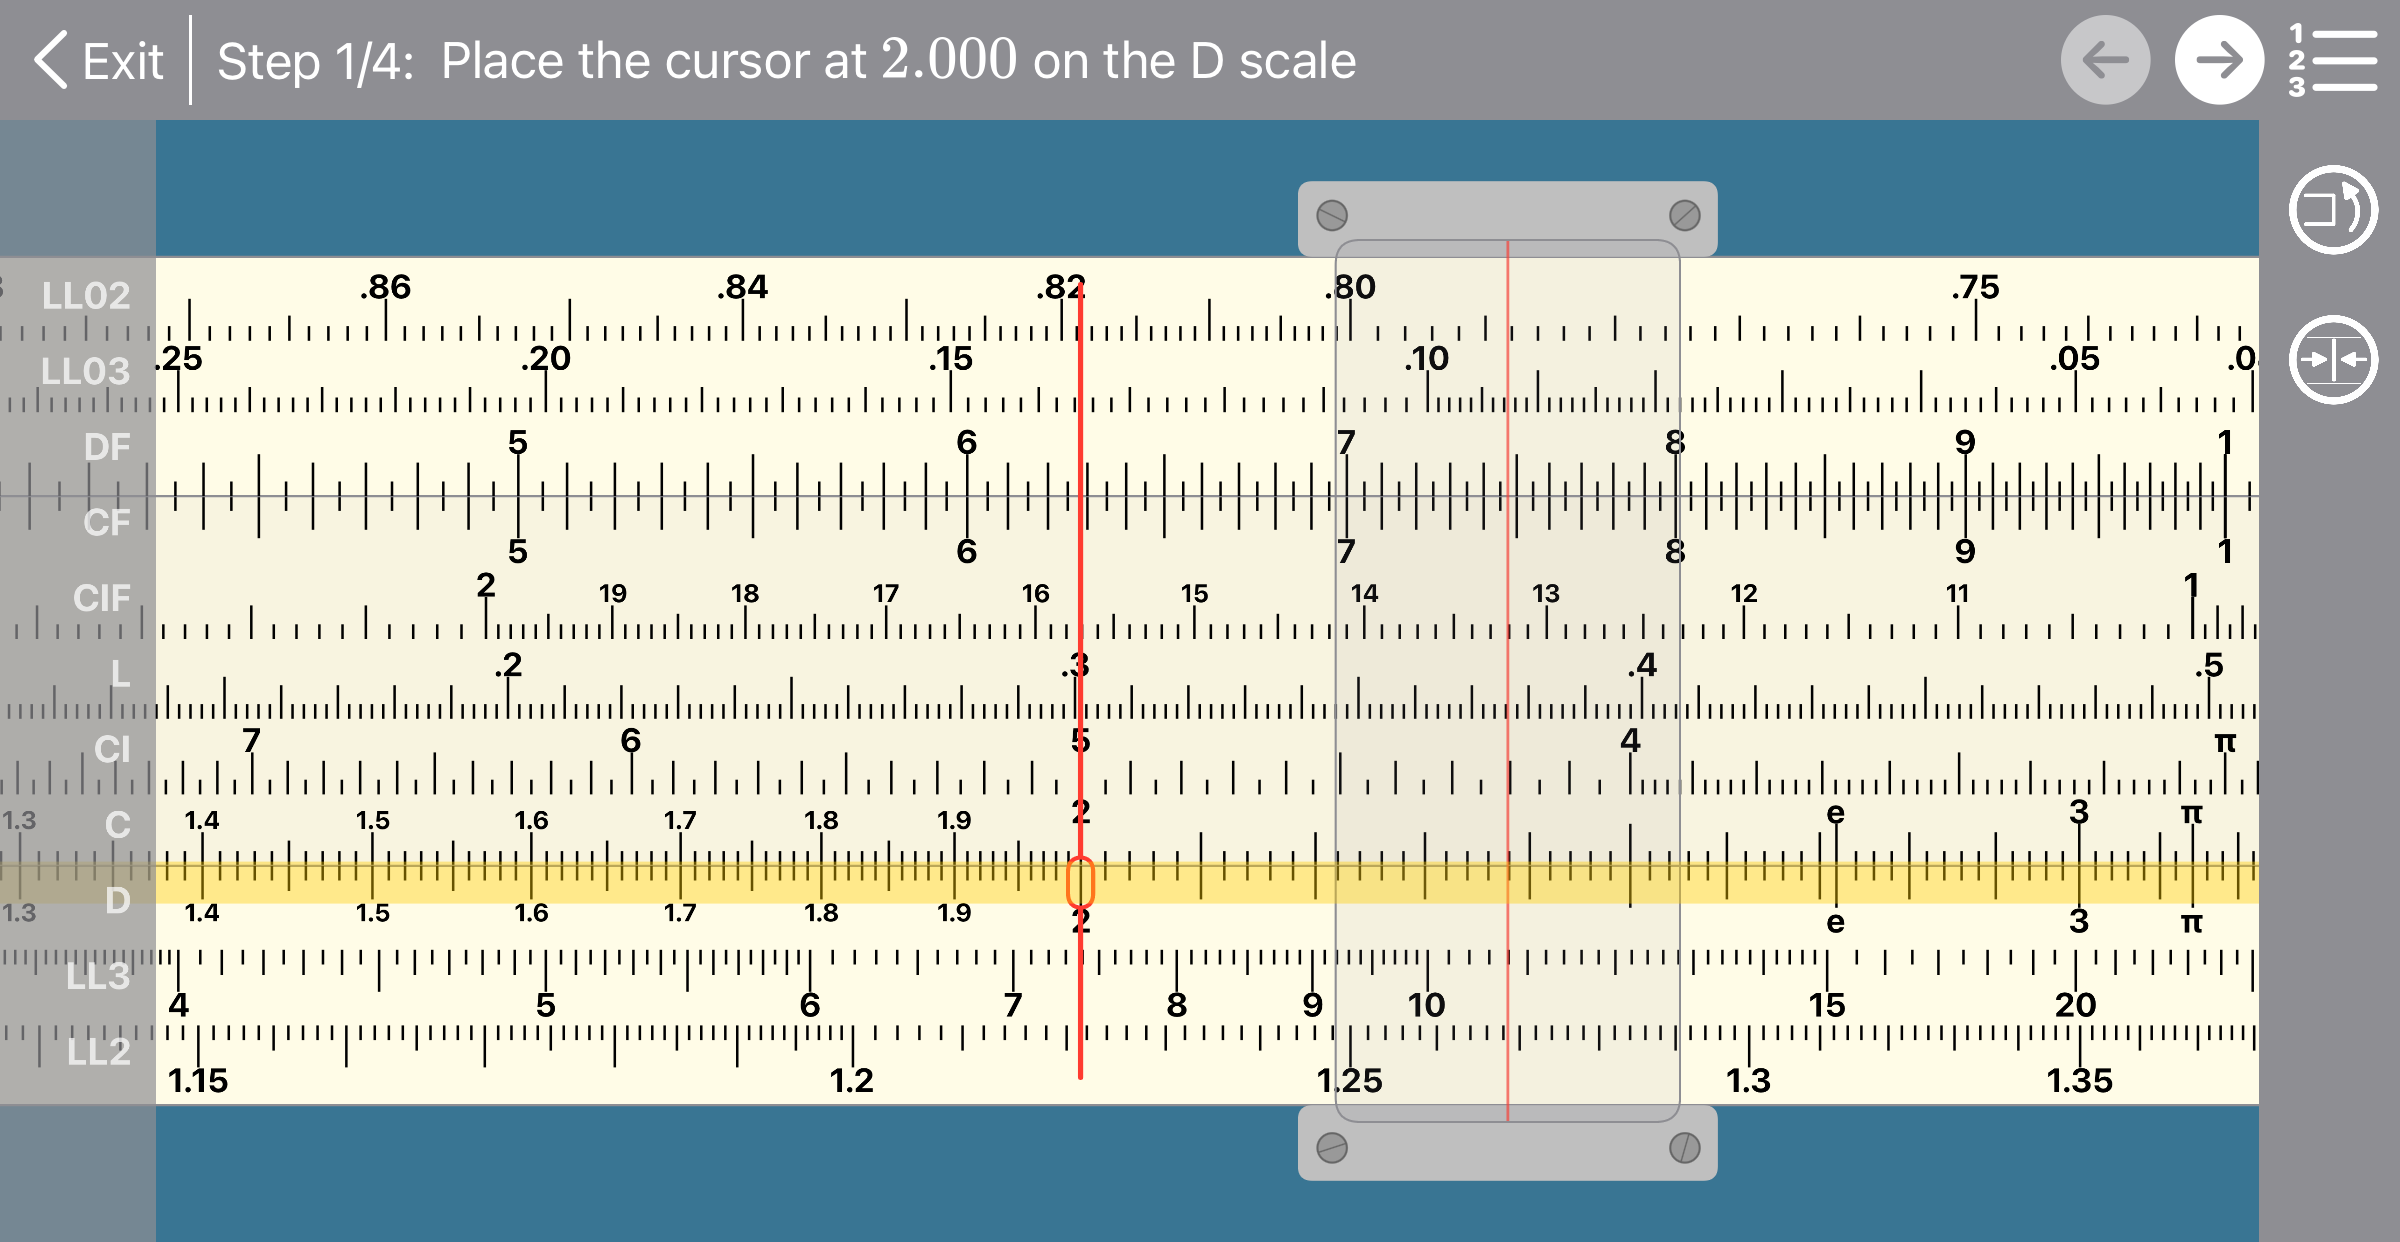 Exit Step 1/4: Place the cursor at 2.000 on the D scale
1
2
3
LL02 .86 .84 .82 .80 .75
LL03 .25 .20 .15 .10 .05 .0
DF 5 6 7 8 9 1
CF 5 6 7 8 9 1
CIF 2 19 18 17 16 15 14 13 12 11 1
L .2 .3 .4 .5
CI 7 6 5 4 π
C 1.3 1.4 1.5 1.6 1.7 1.8 1.9 2 e 3 π
D 1.3 1.4 1.5 1.6 1.7 1.8 1.9 2 e 3 π
LL3 4 5 6 7 8 9 10 15 20
LL2 1.15 1.2 1.25 1.3 1.35